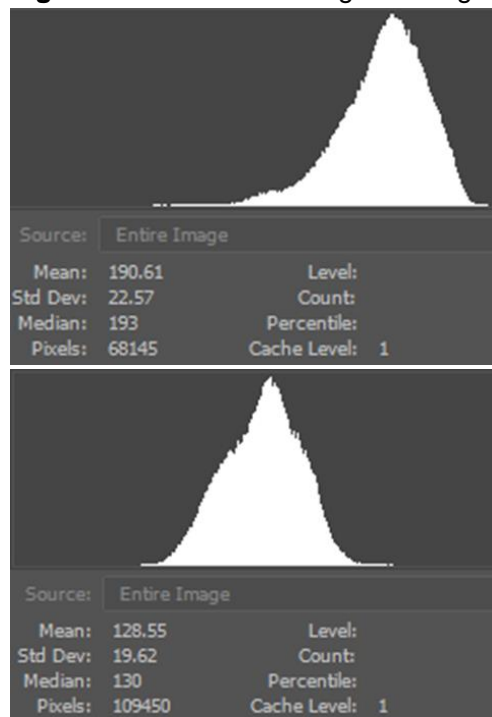 Source: Entire Image
Mean: 190.61 Level:
Std Dev: 22.57 Count:
Median: 193 Percentile:
Pixels: 68145 Cache Level: 1
Source: Entire Image
Mean: 128.55 Level:
Std Dev: 19.62 Count:
Median: 130 Percentile:
Pixels: 109450 Cache Level: 1